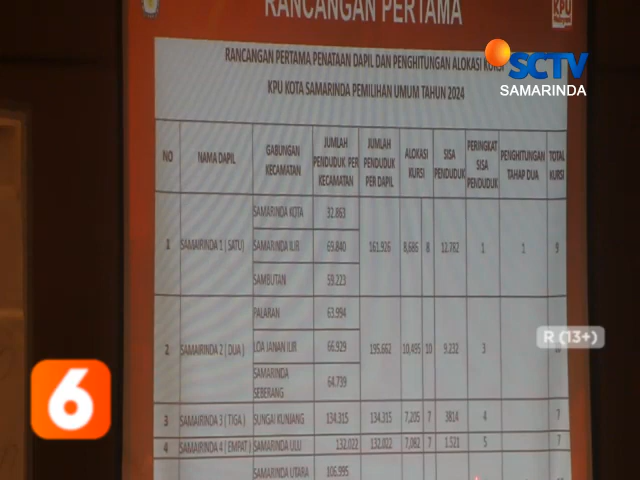 RANCANGAN PERTAMA
KPU
SCTV
SAMARINDA
RANCANGAN PERTAMA PENATAAN DAPIL DAN PENGHITUNGAN ALOKASI KURSI
KPU KOTA SAMARINDA PEMILIHAN UMUM TAHUN 2024
NO NAMA DAPIL GABUNGAN KECAMATAN JUMLAH PENDUDUK PER KECAMATAN JUMLAH PENDUDUK PER DAPIL ALOKASI KURSI SISA PENDUDUK PERINGKAT SISA PENDUDUK PENGHITUNGAN TAHAP DUA TOTAL KURSI
SAMARINDA KOTA 32.863
1 SAMAIRINDA 1 ( SATU) SAMARINDA ILIR 69.840 161.926 8,686 8 12.782 1 1 9
SAMBUTAN 59.223
PALARAN 63.994
2 SAMAIRINDA 2 ( DUA ) LOA JANAN ILIR 66.929 195.662 10,495 10 9.232 3
R (13+)
SAMARINDA SEBERANG 64.739
6
3 SAMAIRINDA 3 ( TIGA ) SUNGAI KUNJANG 134.315 134.315 7,205 7 3814 4 7
4 SAMAIRINDA 4 ( EMPAT ) SAMARINDA ULU 132.022 132.022 7,082 7 1.521 5 7
SAMARINDA UTARA 106.995